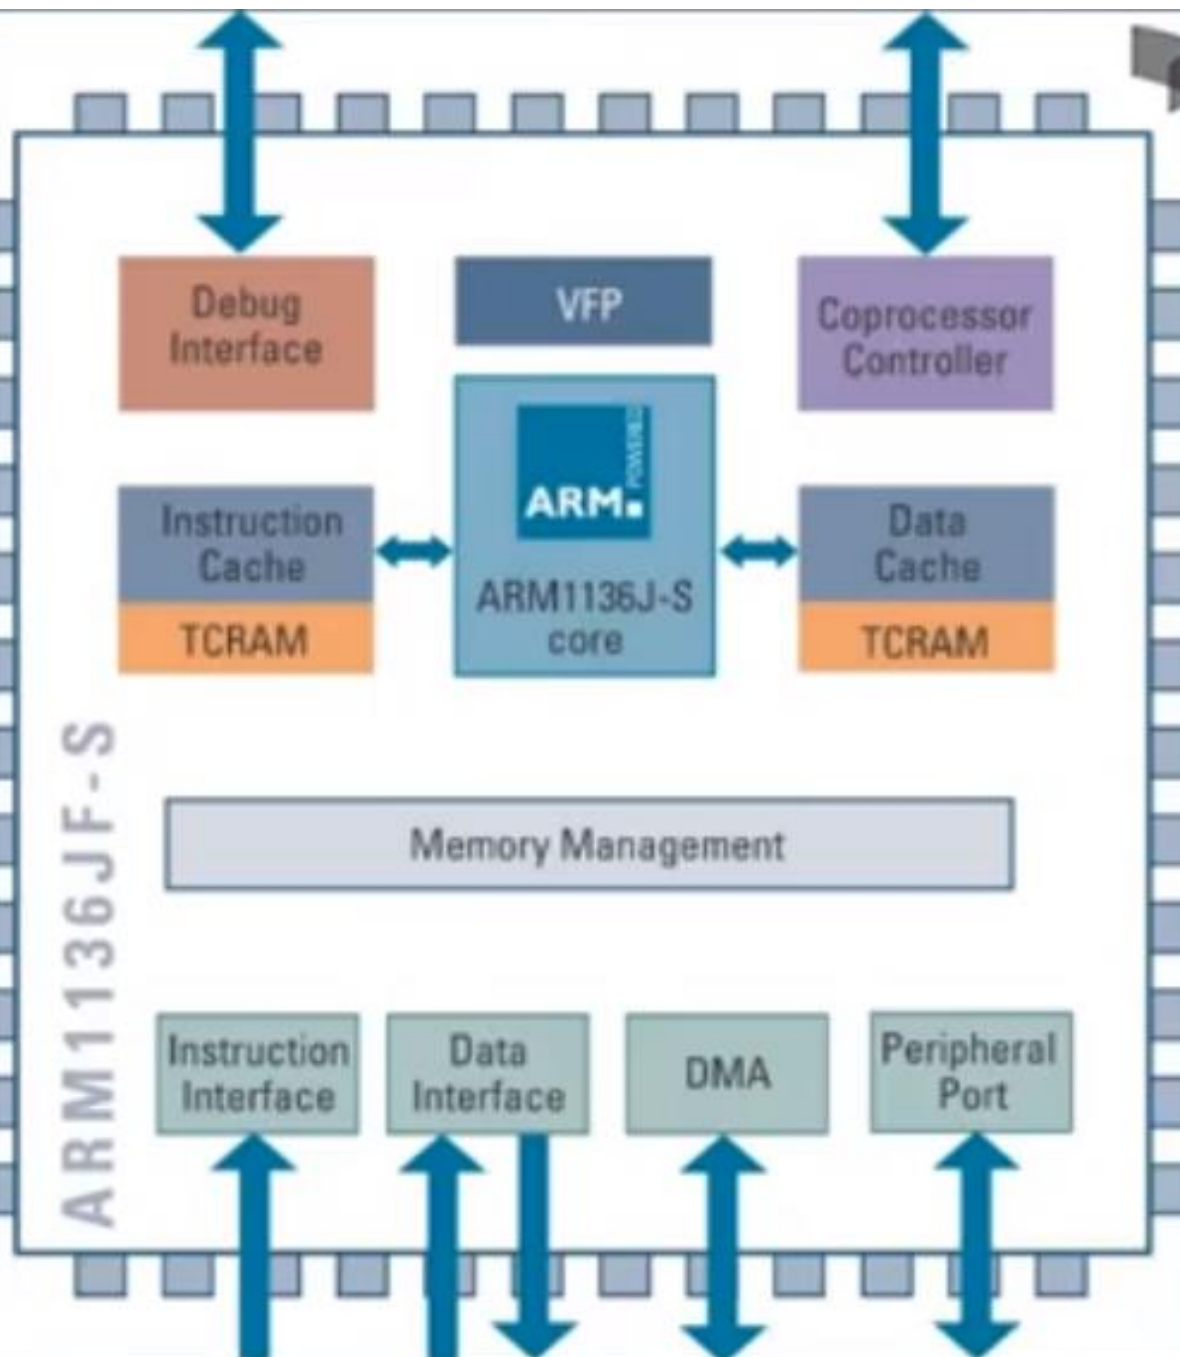 Debug
Interface
VFP
Coprocessor
Controller
POWERED
ARM
ARM1136J-S
core
Instruction
Cache
TCRAM
Data
Cache
TCRAM
ARM1136JF-S
Memory Management
Instruction
Interface
Data
Interface
DMA
Peripheral
Port